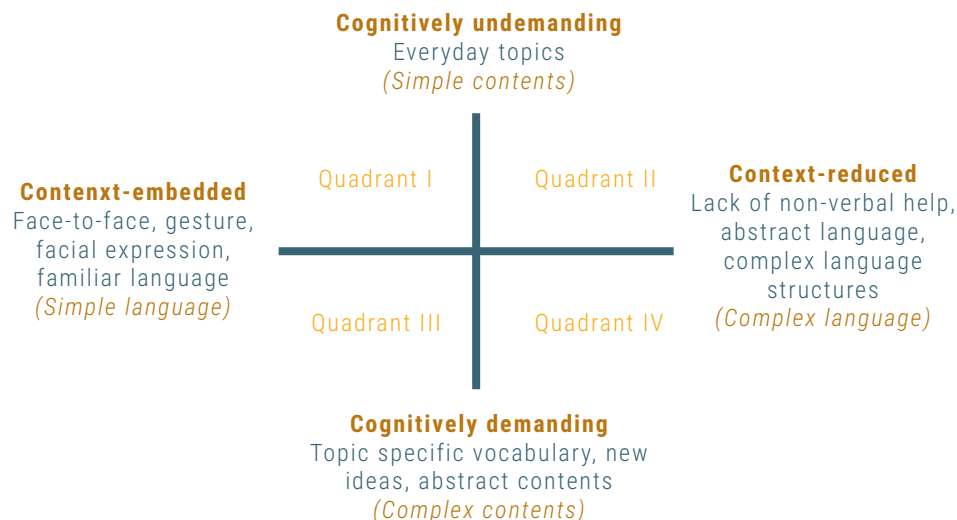 Cognitively undemanding
Everyday topics
(Simple contents)
Quadrant I
Quadrant II
Contenxt-embedded
Face-to-face, gesture,
facial expression,
familiar language
(Simple language)
Context-reduced
Lack of non-verbal help,
abstract language,
complex language
structures
(Complex language)
Quadrant III
Quadrant IV
Cognitively demanding
Topic specific vocabulary, new
ideas, abstract contents
(Complex contents)